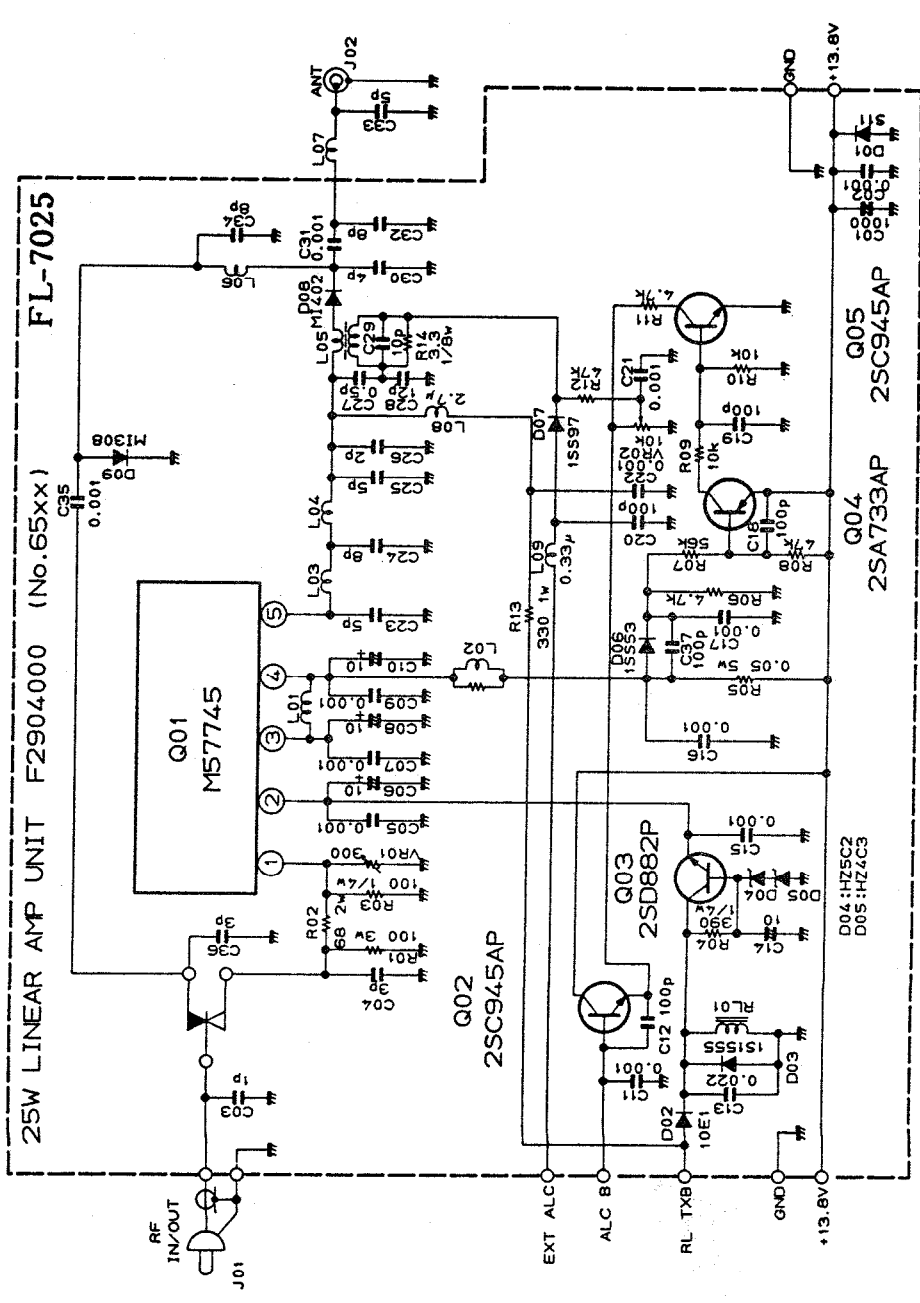 25W LINEAR AMP UNIT F2904000 (No.65xx)
FL-7025
RF
IN/OUT
J01
C03
1p
C36
3p
C35
0.001
D09
MI308
L06
C34
8p
Q01
M57745
1
2
3
4
5
C04
3p
R01
100 3w
R02
68 2w
R03
100 1/4w
VR01
300
C05
0.001
C06
10
+
C07
0.001
C08
10
+
L01
C09
0.001
C10
10
+
L02
C23
5p
L03
C24
8p
L04
C25
5p
C26
2p
C27
0.5p
C28
12p
L05
C29
10p
R14
3.3
1/8w
L08
2.7μ
D08
MI402
C30
4p
C31
0.001
C32
8p
L07
C33
5p
ANT
J02
Q02
2SC945AP
C11
0.001
C12 100p
Q03
2SD882P
R04
390
1/4w
C14
10
D04
D05
C15
0.001
D02
10E1
C13
0.022
D03
1S1555
RL01
D04:HZ5C2
D05:HZ4C3
R13
330 1w
L09
0.33μ
C20
100p
C22
0.001
VR02
10k
D07
1SS97
R12
47k
C21
0.001
C16
0.001
R05
0.05 5w
D06
1SS53
C37
100p
C17
0.001
R06
4.7k
R07
56k
R08
47k
C18
100p
Q04
2SA733AP
R09
10k
C19
100p
R10
10k
R11
4.7k
Q05
2SC945AP
C01
1000
C02
0.001
D01
S11
GND
+13.8V
EXT ALC
ALC B
RL TXB
GND
+13.8V